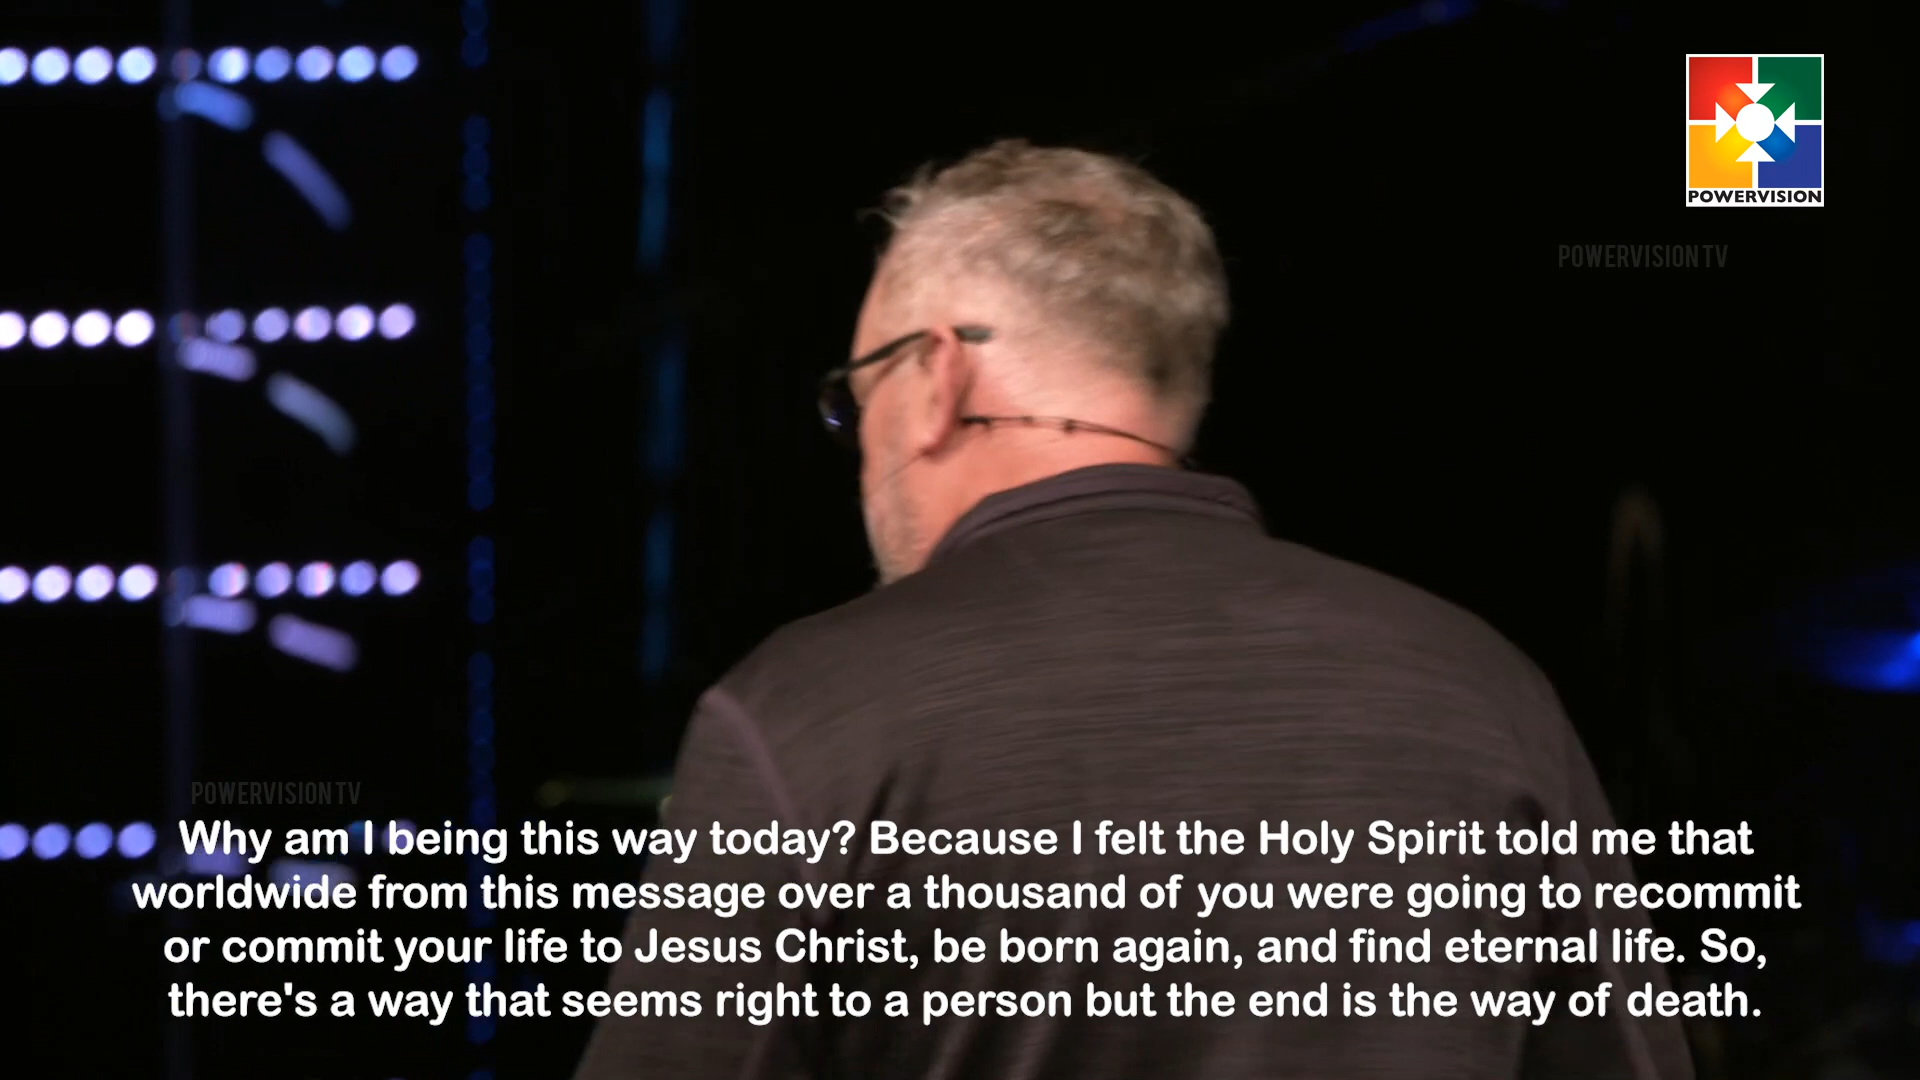 POWERVISION
POWERVISION TV
POWERVISION TV
Why am I being this way today? Because I felt the Holy Spirit told me that
worldwide from this message over a thousand of you were going to recommit
or commit your life to Jesus Christ, be born again, and find eternal life. So,
there's a way that seems right to a person but the end is the way of death.